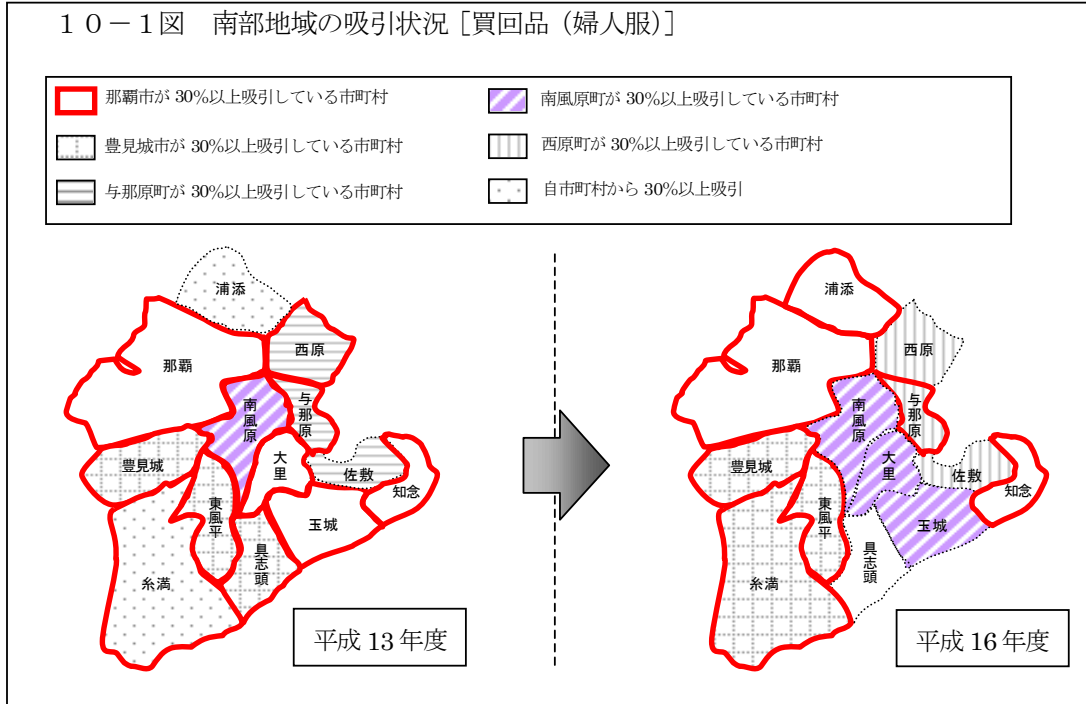 10-1図 南部地域の吸引状況［買回品（婦人服）］
那覇市が 30%以上吸引している市町村
南風原町が 30%以上吸引している市町村
豊見城市が 30%以上吸引している市町村
西原町が 30%以上吸引している市町村
与那原町が 30%以上吸引している市町村
自市町村から 30%以上吸引
浦添
西原
那覇
与那原
南風原
大里
豊見城
佐敷
知念
東風平
玉城
具志頭
糸満
平成 13 年度
浦添
西原
那覇
与那原
南風原
大里
豊見城
佐敷
知念
東風平
玉城
具志頭
糸満
平成 16 年度